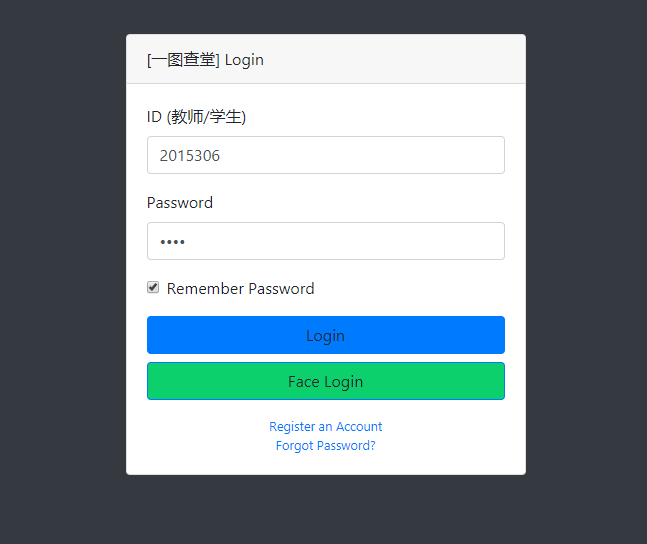 [一图查堂] Login
ID (教师/学生)
2015306
Password
••••
Remember Password
Login
Face Login
Register an Account
Forgot Password?